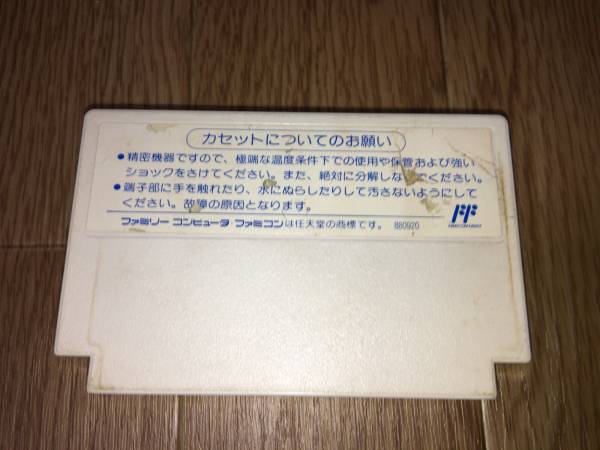 カセットについてのお願い
●精密機器ですので、極端な温度条件下での使用や保管および強い
ショックをさけてください。また、絶対に分解しないでください。
●端子部に手を触れたり、水にぬらしたりして汚さないようにして
ください。故障の原因となります。
ファミリー コンピュータ・ファミコンは任天堂の商標です。 880920